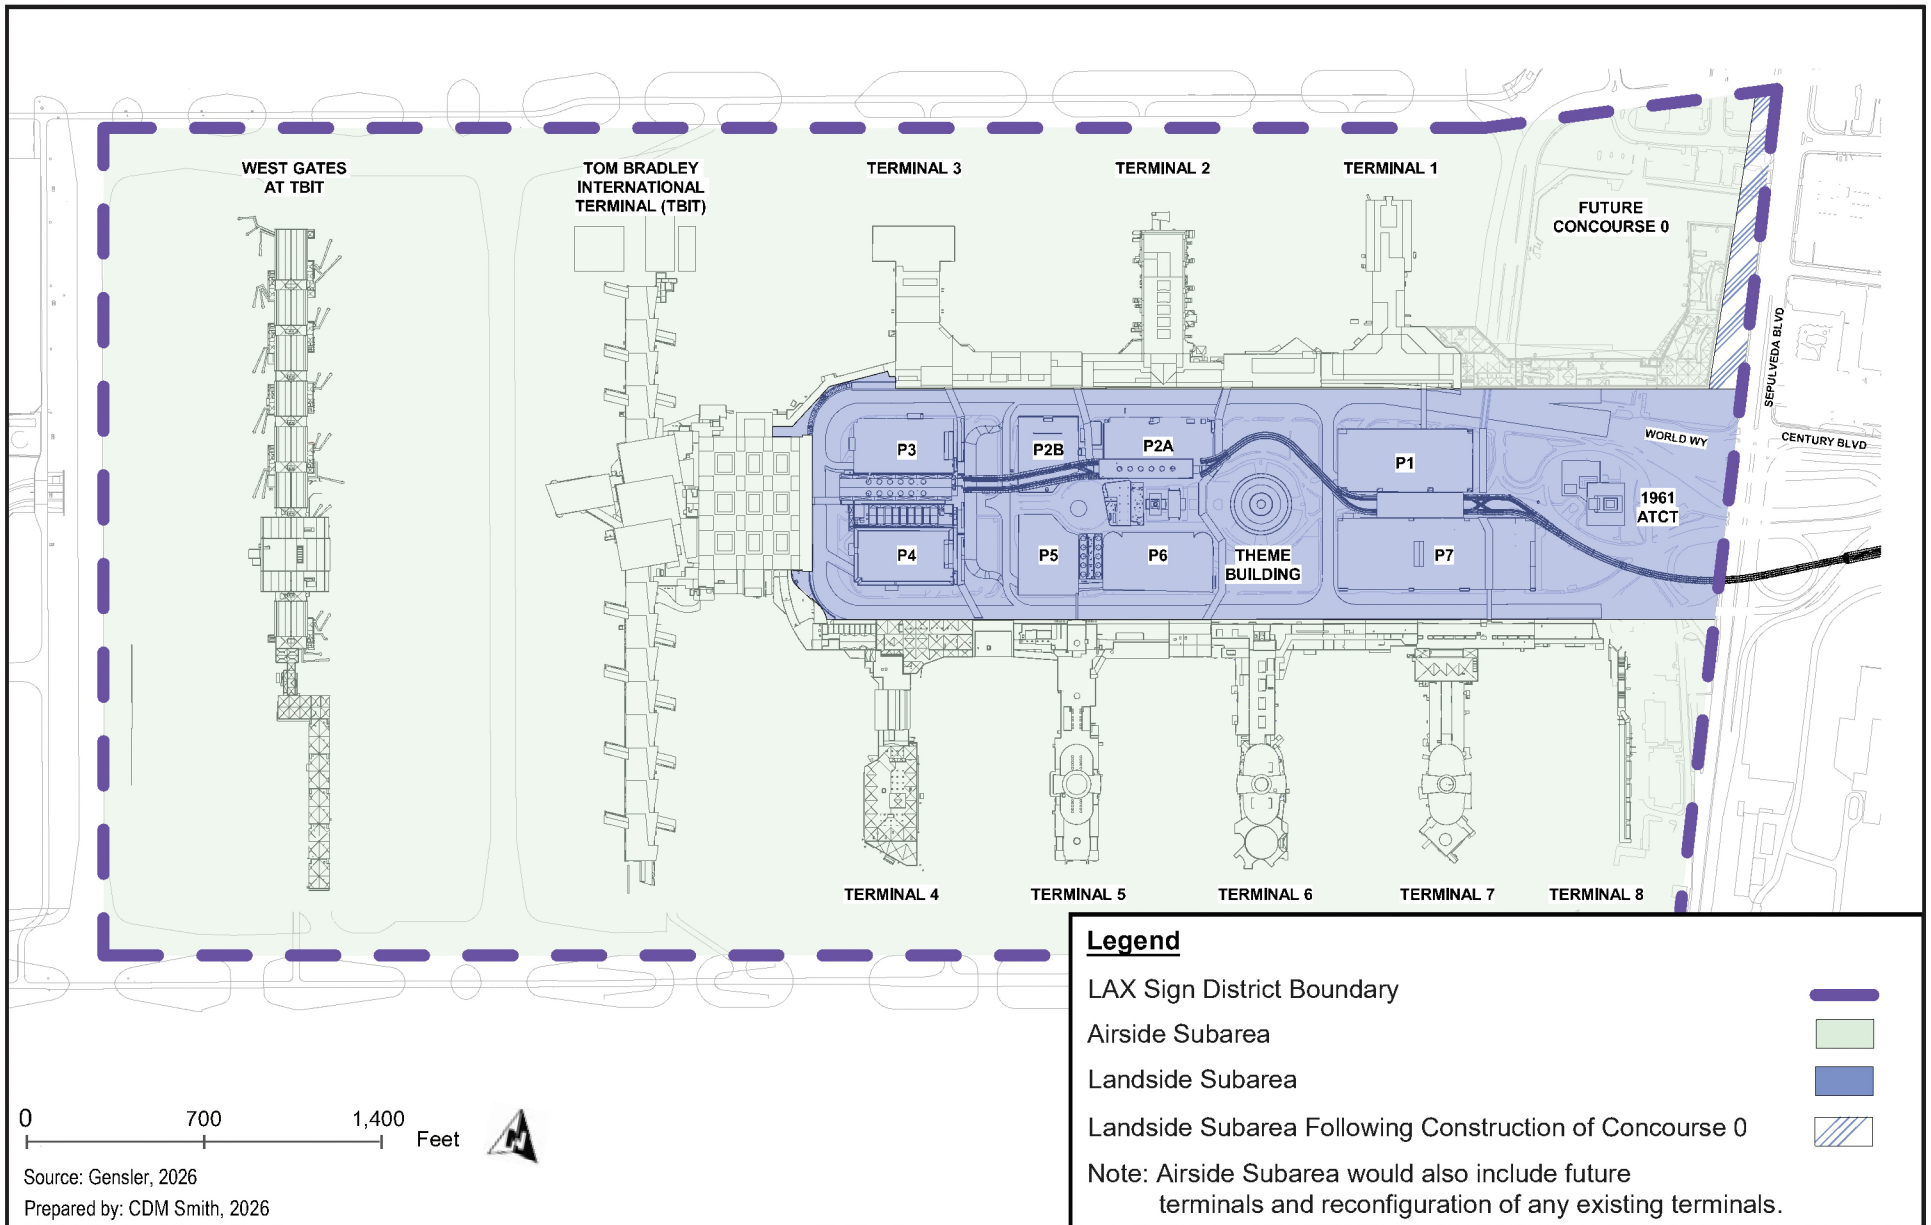 WEST GATES
AT TBIT
TOM BRADLEY
INTERNATIONAL
TERMINAL (TBIT)
TERMINAL 3
TERMINAL 2
TERMINAL 1
FUTURE
CONCOURSE 0
SEPULVEDA BLVD
WORLD WY
CENTURY BLVD
P3
P2B
P2A
P1
1961
ATCT
P4
P5
P6
THEME
BUILDING
P7
TERMINAL 4
TERMINAL 5
TERMINAL 6
TERMINAL 7
TERMINAL 8
Legend
LAX Sign District Boundary
Airside Subarea
Landside Subarea
Landside Subarea Following Construction of Concourse 0
Note: Airside Subarea would also include future
terminals and reconfiguration of any existing terminals.
0 700 1,400
Feet
N
Source: Gensler, 2026
Prepared by: CDM Smith, 2026